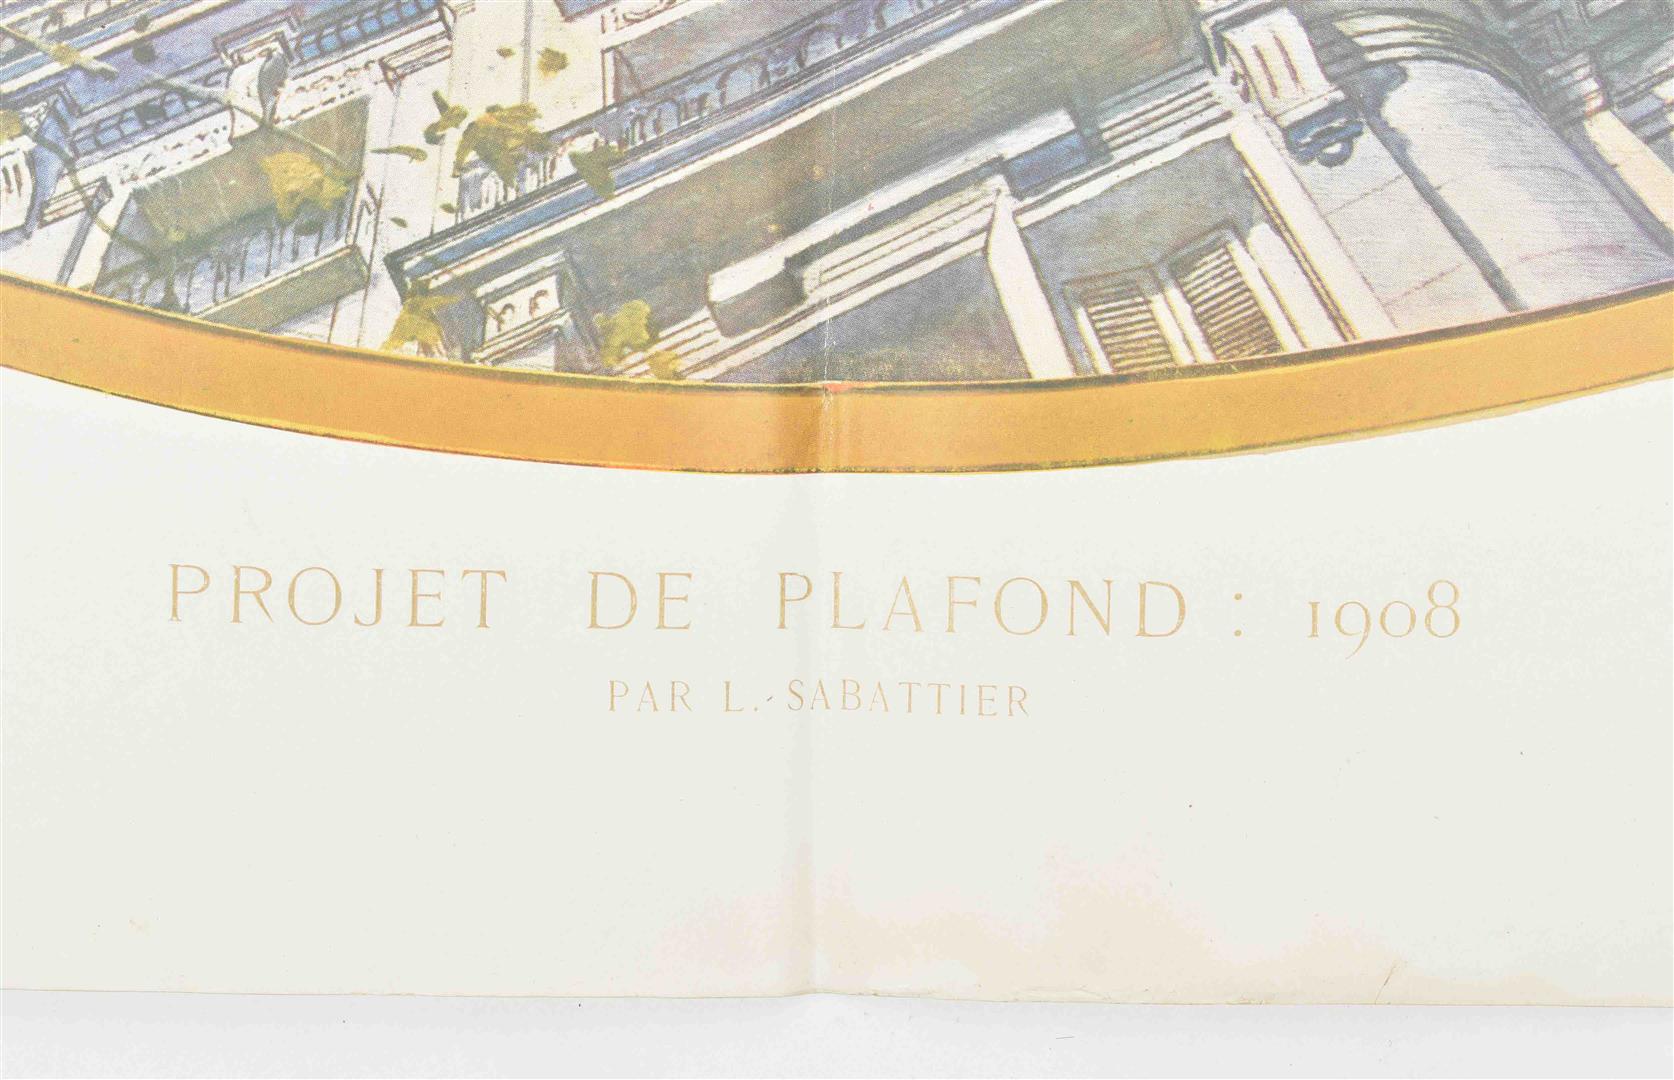 PROJET DE PLAFOND : 1908
PAR L. SABATTIER